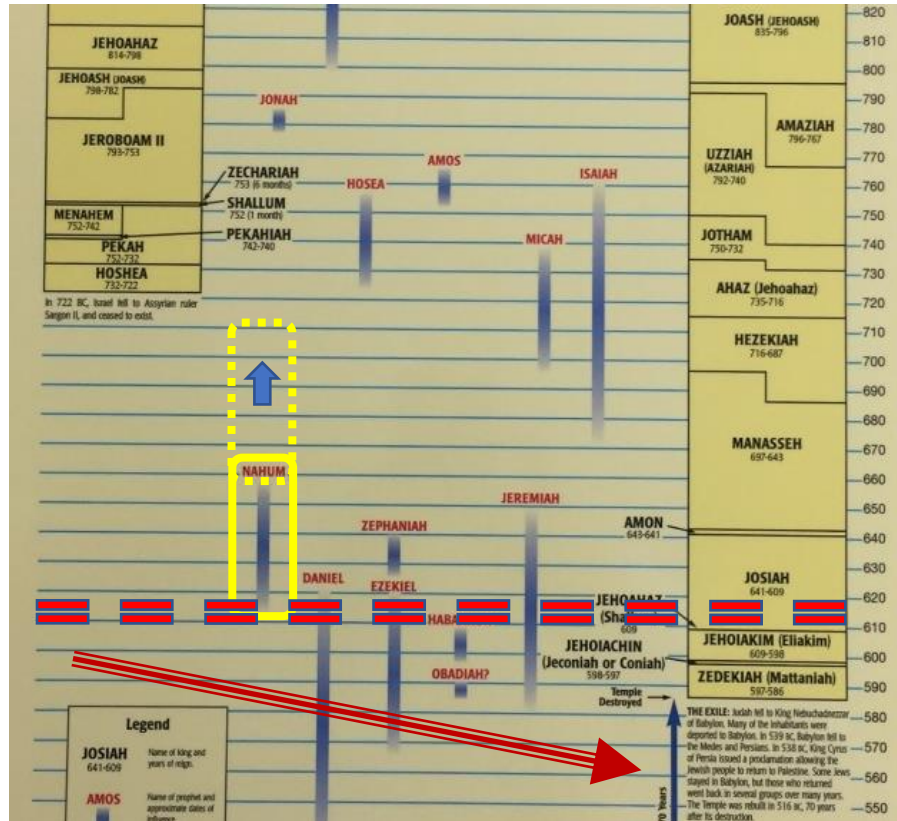 JEHOAHAZ
814-798
JEHOASH (JOASH)
798-782
JEROBOAM II
793-753
ZECHARIAH
753 (6 months)
SHALLUM
752 (1 month)
MENAHEM
752-742
PEKAHIAH
742-740
PEKAH
752-732
HOSHEA
732-722
In 722 BC, Israel fell to Assyrian ruler
Sargon II, and ceased to exist.
JONAH
HOSEA
AMOS
ISAIAH
MICAH
NAHUM
ZEPHANIAH
JEREMIAH
DANIEL
EZEKIEL
OBADIAH?
JOASH (JEHOASH)
835-796
AMAZIAH
796-767
UZZIAH
(AZARIAH)
792-740
JOTHAM
750-732
AHAZ (Jehoahaz)
735-716
HEZEKIAH
716-687
MANASSEH
697-643
AMON
643-641
JOSIAH
641-609
JEHOAHAZ
609
JEHOIAKIM (Eliakim)
609-598
JEHOIACHIN
(Jeconiah or Coniah)
598-597
ZEDEKIAH (Mattaniah)
597-586
Temple
Destroyed
820
810
800
790
780
770
760
750
740
730
720
710
700
690
680
670
660
650
640
630
620
610
600
590
580
570
560
550
THE EXILE: Judah fell to King Nebuchadnezzar
of Babylon. Many of the inhabitants were
deported to Babylon. In 539 BC, Babylon fell to
the Medes and Persians. In 538 BC, King Cyrus
of Persia issued a proclamation allowing the
Jewish people to return to Palestine. Some Jews
stayed in Babylon, but those who returned
went back in several groups over many years.
The Temple was rebuilt in 516 BC, 70 years
after its destruction.
Years
Legend
JOSIAH
641-609
Name of king and
years of reign.
AMOS
Name of prophet and
approximate dates of